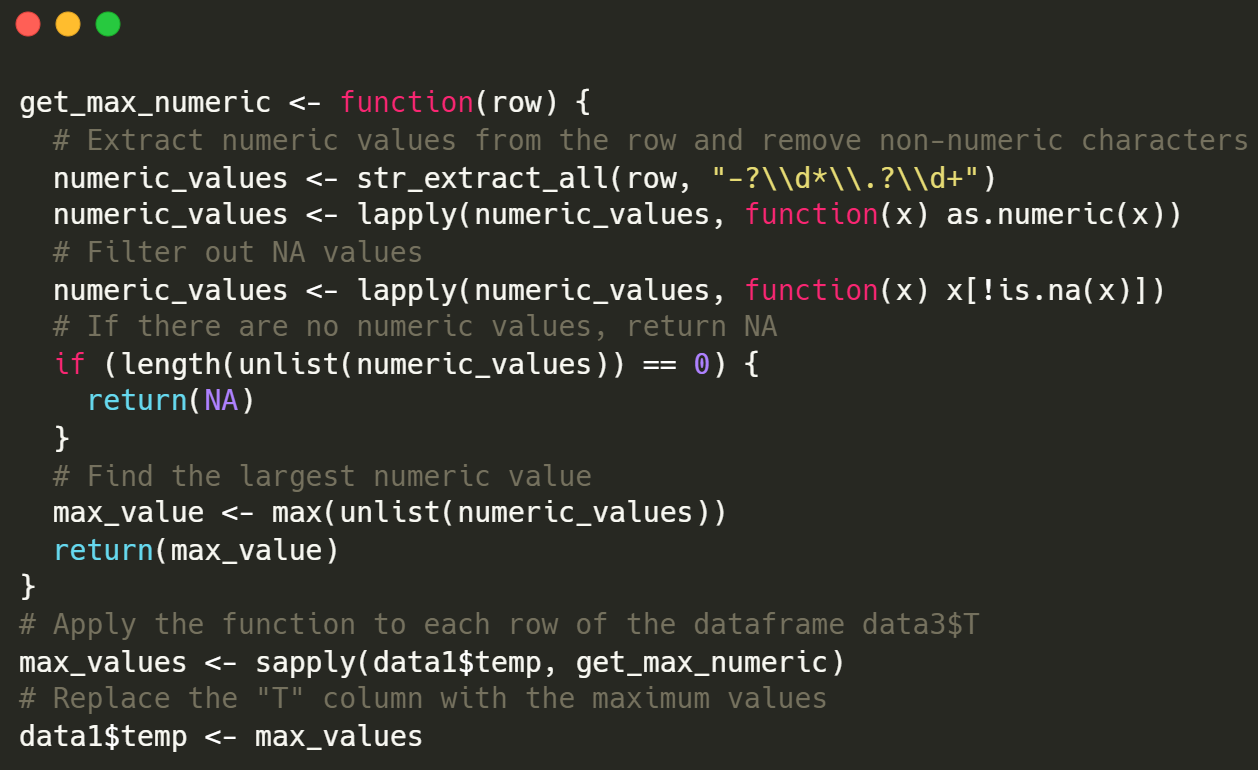 get_max_numeric <- function(row) {
  # Extract numeric values from the row and remove non-numeric characters
  numeric_values <- str_extract_all(row, "-?\\d*\\.?\\d+")
  numeric_values <- lapply(numeric_values, function(x) as.numeric(x))
  # Filter out NA values
  numeric_values <- lapply(numeric_values, function(x) x[!is.na(x)])
  # If there are no numeric values, return NA
  if (length(unlist(numeric_values)) == 0) {
    return(NA)
  }
  # Find the largest numeric value
  max_value <- max(unlist(numeric_values))
  return(max_value)
}
# Apply the function to each row of the dataframe data3$T
max_values <- sapply(data1$temp, get_max_numeric)
# Replace the "T" column with the maximum values
data1$temp <- max_values